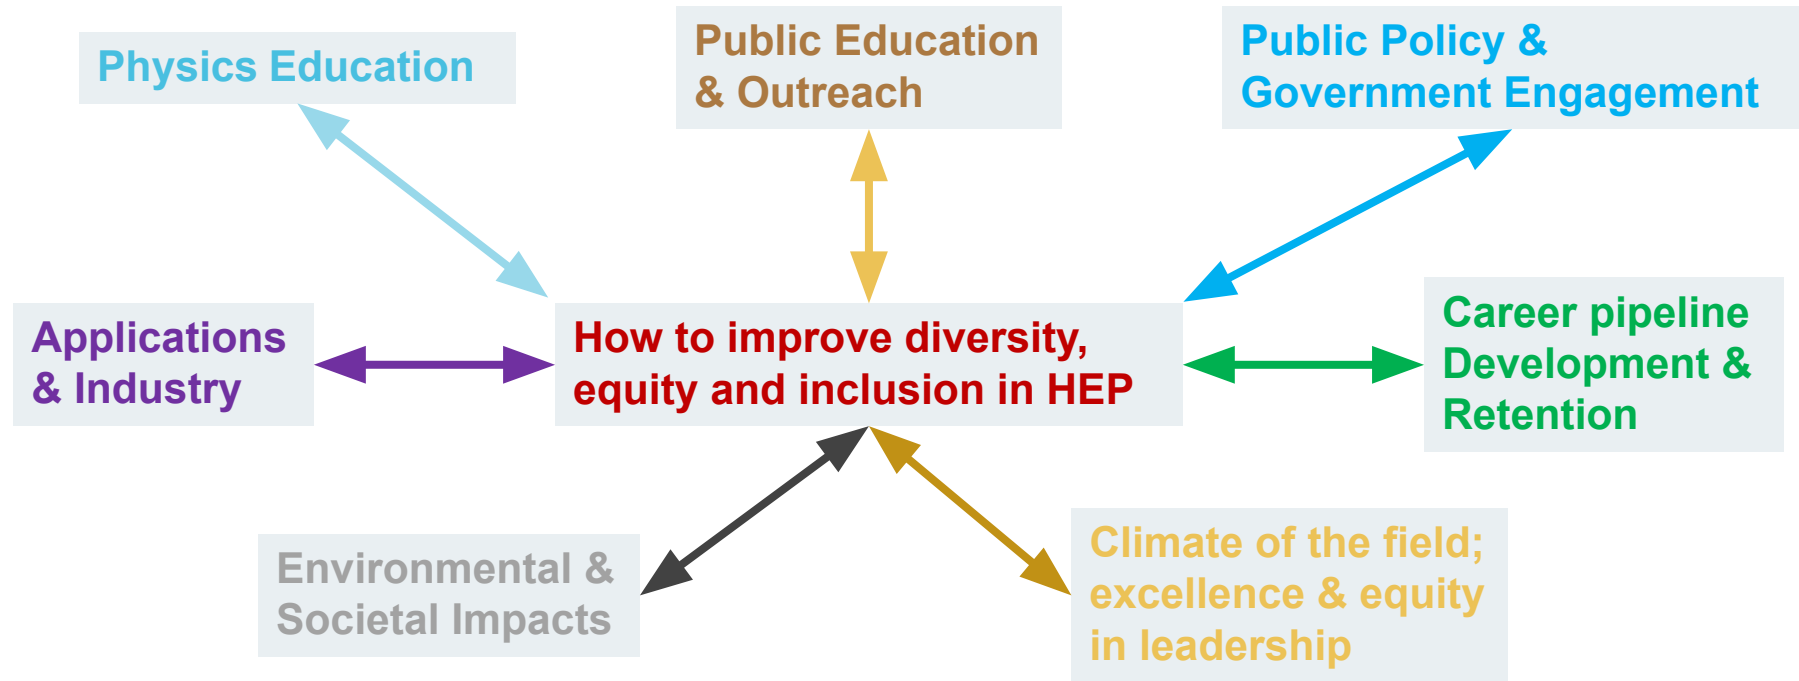 Physics Education
Public Education
& Outreach
Public Policy &
Government Engagement
Applications
& Industry
How to improve diversity,
equity and inclusion in HEP
Career pipeline
Development &
Retention
Environmental &
Societal Impacts
Climate of the field;
excellence & equity
in leadership